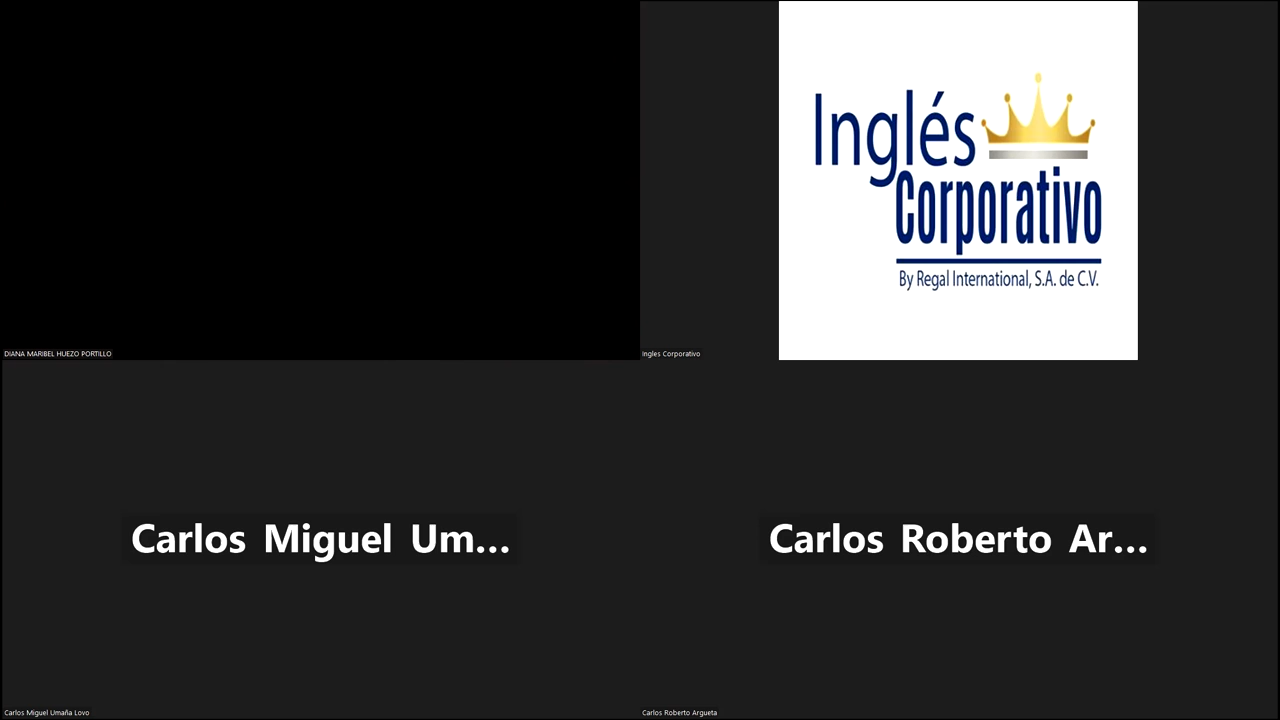 Inglés
Corporativo
By Regal International, S.A. de C.V.
DIANA MARIBEL HUEZO PORTILLO
Ingles Corporativo
Carlos Miguel Um...
Carlos Roberto Ar...
Carlos Miguel Umaña Lovo
Carlos Roberto Argueta